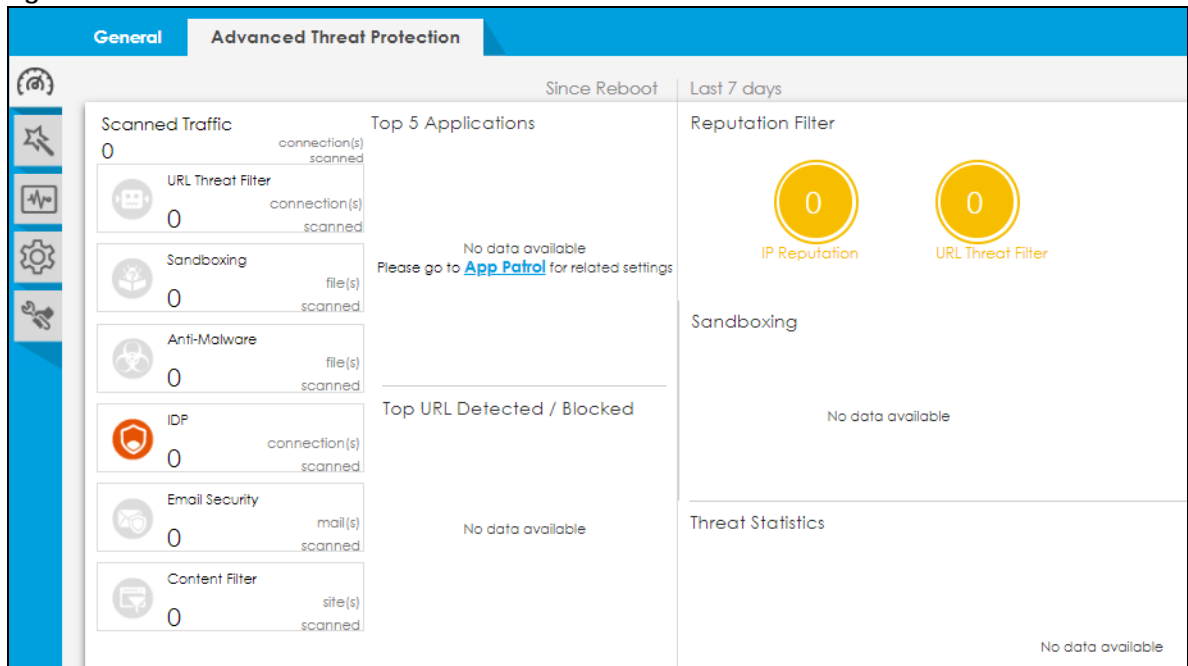 General
Advanced Threat Protection
Since Reboot
Last 7 days
Scanned Traffic
0
connection(s)
scanned
URL Threat Filter
0
connection(s)
scanned
Sandboxing
0
file(s)
scanned
Anti-Malware
0
file(s)
scanned
IDP
0
connection(s)
scanned
Email Security
0
mail(s)
scanned
Content Filter
0
site(s)
scanned
Top 5 Applications
No data available
Please go to App Patrol for related settings
Top URL Detected / Blocked
No data available
Reputation Filter
0
IP Reputation
0
URL Threat Filter
Sandboxing
No data available
Threat Statistics
No data available